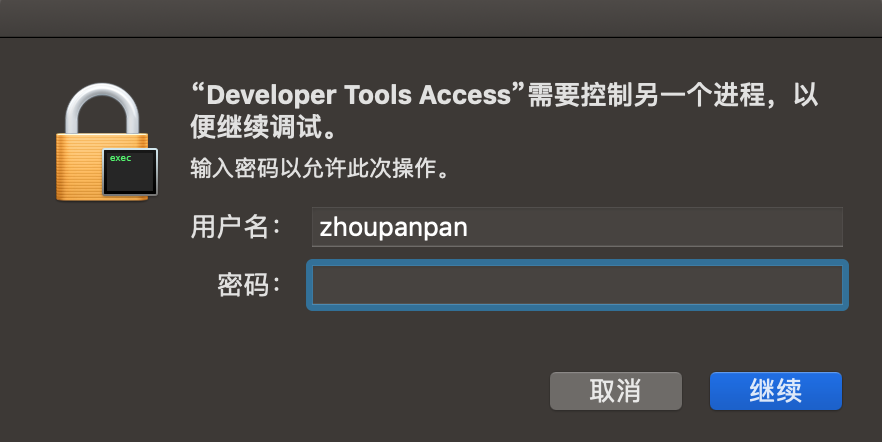 “Developer Tools Access”需要控制另一个进程，以
便继续调试。
输入密码以允许此次操作。
exec
用户名：
zhoupanpan
密码：
取消
继续